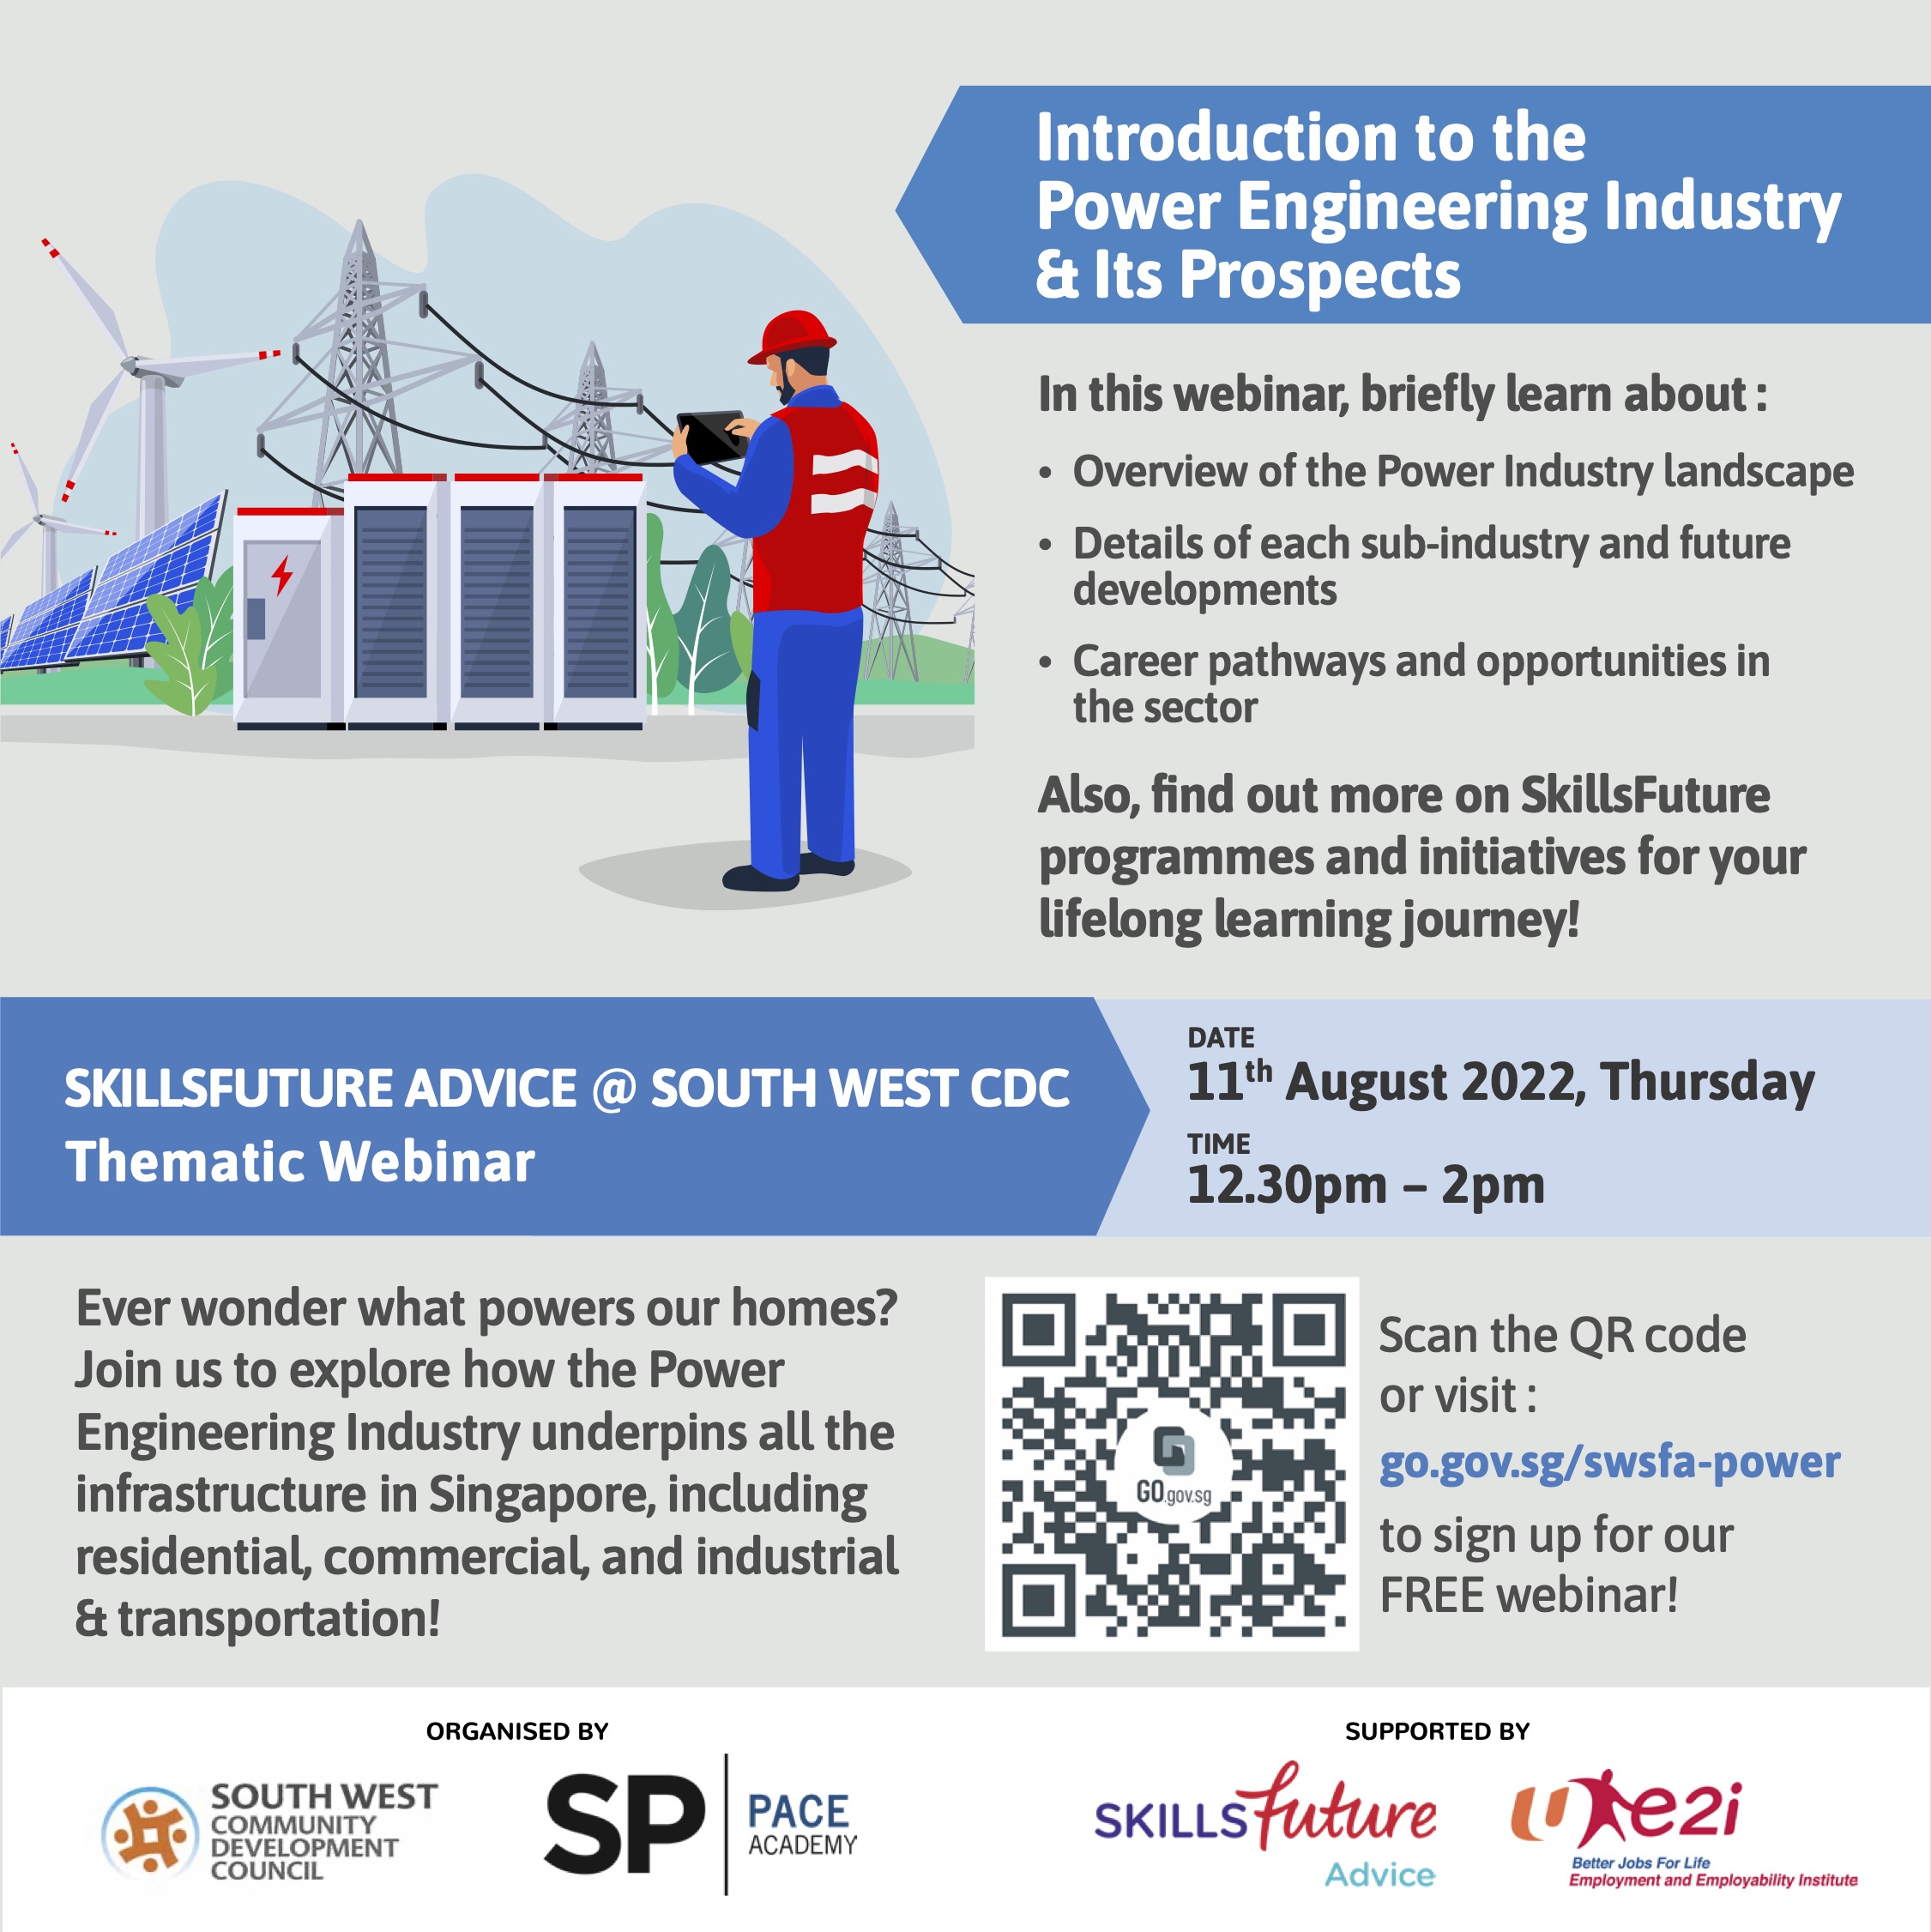 Introduction to the
Power Engineering Industry
& Its Prospects
In this webinar, briefly learn about :
• Overview of the Power Industry landscape
• Details of each sub-industry and future
developments
• Career pathways and opportunities in
the sector
Also, find out more on SkillsFuture
programmes and initiatives for your
lifelong learning journey!
SKILLSFUTURE ADVICE @ SOUTH WEST CDC
Thematic Webinar
DATE
11th August 2022, Thursday
TIME
12.30pm – 2pm
Ever wonder what powers our homes?
Join us to explore how the Power
Engineering Industry underpins all the
infrastructure in Singapore, including
residential, commercial, and industrial
& transportation!
GO.gov.sg
Scan the QR code
or visit :
go.gov.sg/swsfa-power
to sign up for our
FREE webinar!
ORGANISED BY
SOUTH WEST
COMMUNITY
DEVELOPMENT
COUNCIL
SP
PACE
ACADEMY
SUPPORTED BY
SKILLSfuture
Advice
U e2i
Better Jobs For Life
Employment and Employability Institute